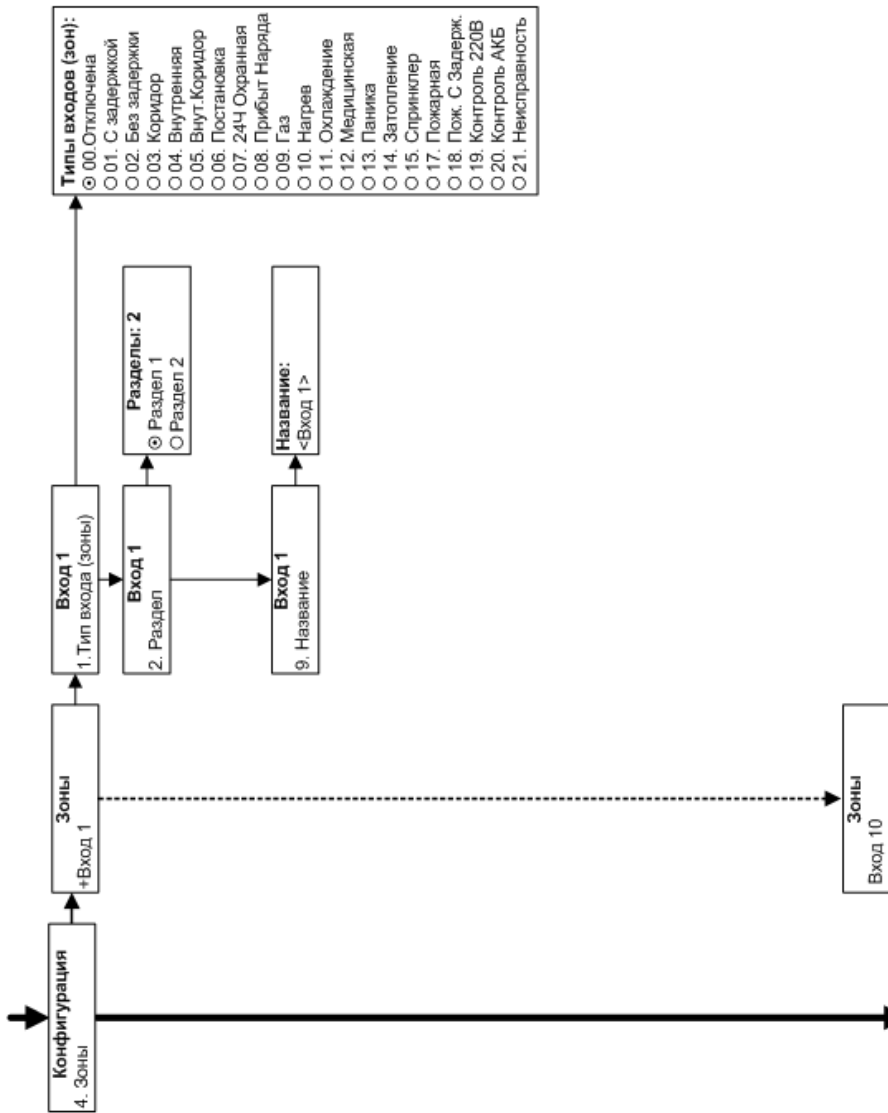 Конфигурация
4. Зоны
Зоны
+Вход 1
Вход 1
1.Тип входа (зоны)
Типы входов (зон):
00.Отключена
01. С задержкой
02. Без задержки
03. Коридор
04. Внутренняя
05. Внут.Коридор
06. Постановка
07. 24Ч Охранная
08. Прибыт Наряда
09. Газ
10. Нагрев
11. Охлаждение
12. Медицинская
13. Паника
14. Затопление
15. Спринклер
17. Пожарная
18. Пож. С Задерж.
19. Контроль 220В
20. Контроль АКБ
21. Неисправность
Вход 1
2. Раздел
Разделы: 2
Раздел 1
Раздел 2
Вход 1
9. Название
Название:
<Вход 1>
Зоны
Вход 10